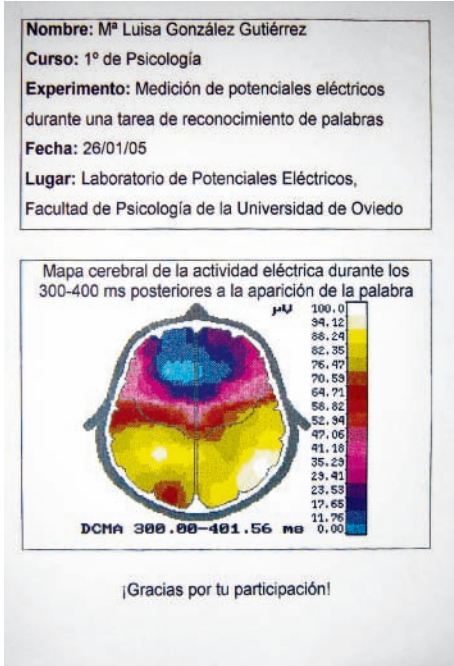 Nombre: Mª Luisa González Gutiérrez
Curso: 1º de Psicología
Experimento: Medición de potenciales eléctricos
durante una tarea de reconocimiento de palabras
Fecha: 26/01/05
Lugar: Laboratorio de Potenciales Eléctricos,
Facultad de Psicología de la Universidad de Oviedo
Mapa cerebral de la actividad eléctrica durante los
300-400 ms posteriores a la aparición de la palabra
µV 100.0
94.12
88.24
82.35
76.47
70.59
64.71
58.82
52.94
47.06
41.18
35.29
29.41
23.53
17.65
11.76
DCMA 300.00-401.56 ms 0.00
¡Gracias por tu participación!